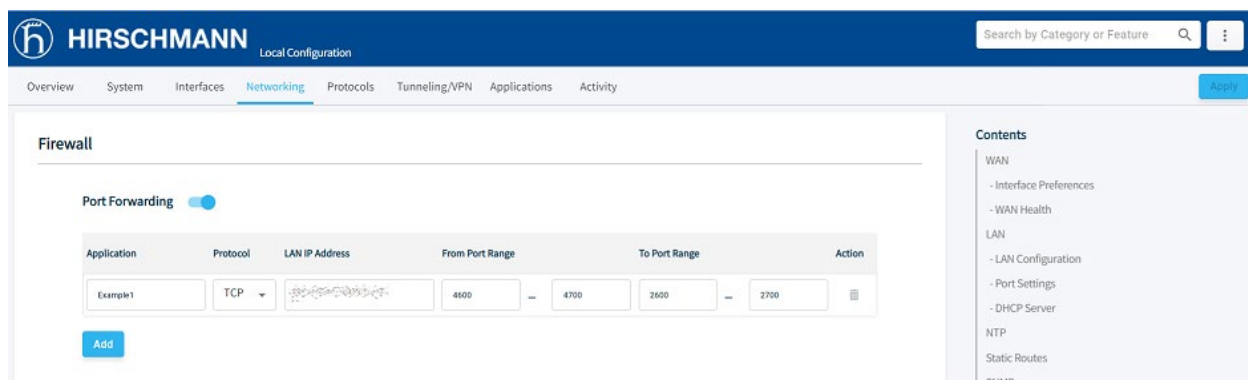 HIRSCHMANN
Local Configuration
Search by Category or Feature
Overview System Interfaces Networking Protocols Tunneling/VPN Applications Activity
Apply
Firewall
Port Forwarding
Application Protocol LAN IP Address From Port Range To Port Range Action
Example1 TCP 4600 - 4700 2600 - 2700
Add
Contents
WAN
- Interface Preferences
- WAN Health
LAN
- LAN Configuration
- Port Settings
- DHCP Server
NTP
Static Routes